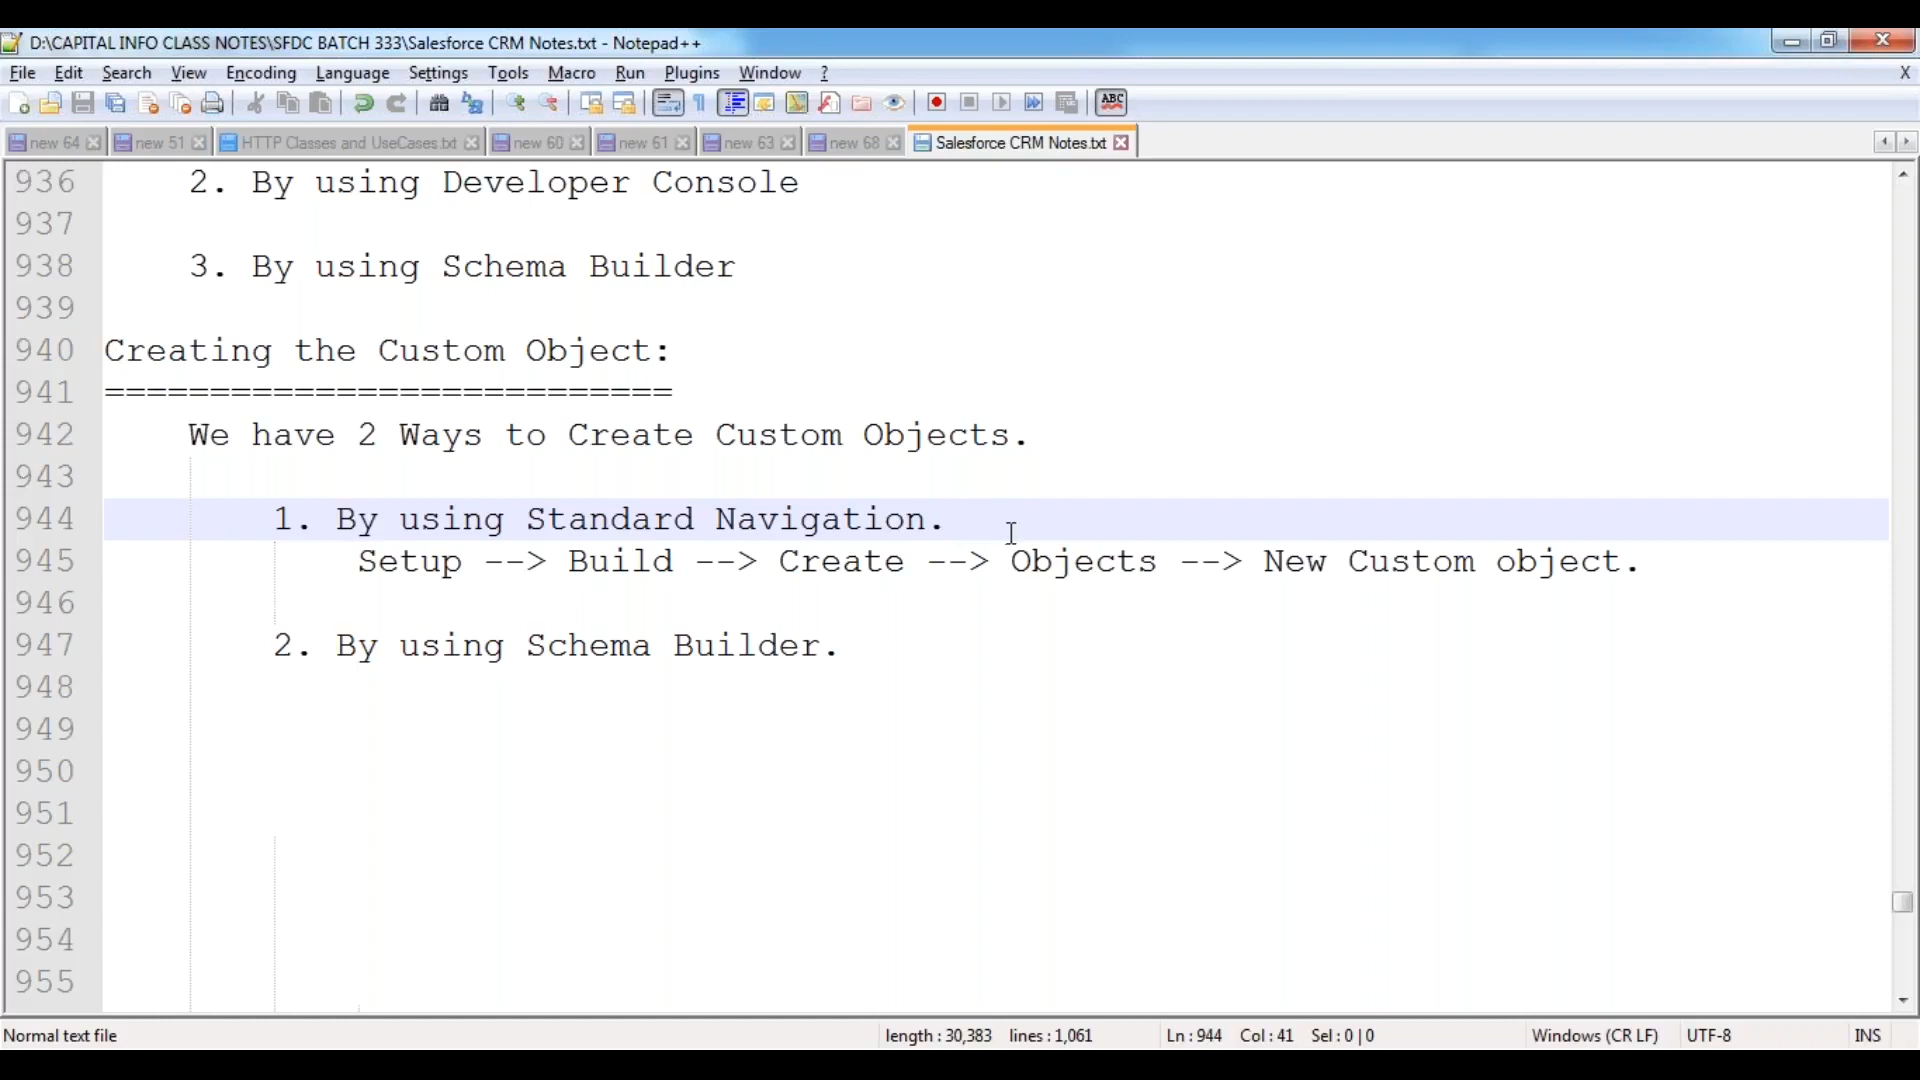 D:\CAPITAL INFO CLASS NOTES\SFDC BATCH 333\Salesforce CRM Notes.txt - Notepad++
File Edit Search View Encoding Language Settings Tools Macro Run Plugins Window ? X
ABC
new 64 new 51 HTTP Classes and UseCases.txt new 60 new 61 new 63 new 68 Salesforce CRM Notes.txt
936 2. By using Developer Console
937
938 3. By using Schema Builder
939
940 Creating the Custom Object:
941 ===========================
942 We have 2 Ways to Create Custom Objects.
943
944 1. By using Standard Navigation.
945 Setup --> Build --> Create --> Objects --> New Custom object.
946
947 2. By using Schema Builder.
948
949
950
951
952
953
954
955
Normal text file length : 30,383 lines : 1,061 Ln : 944 Col : 41 Sel : 0 | 0 Windows (CR LF) UTF-8 INS